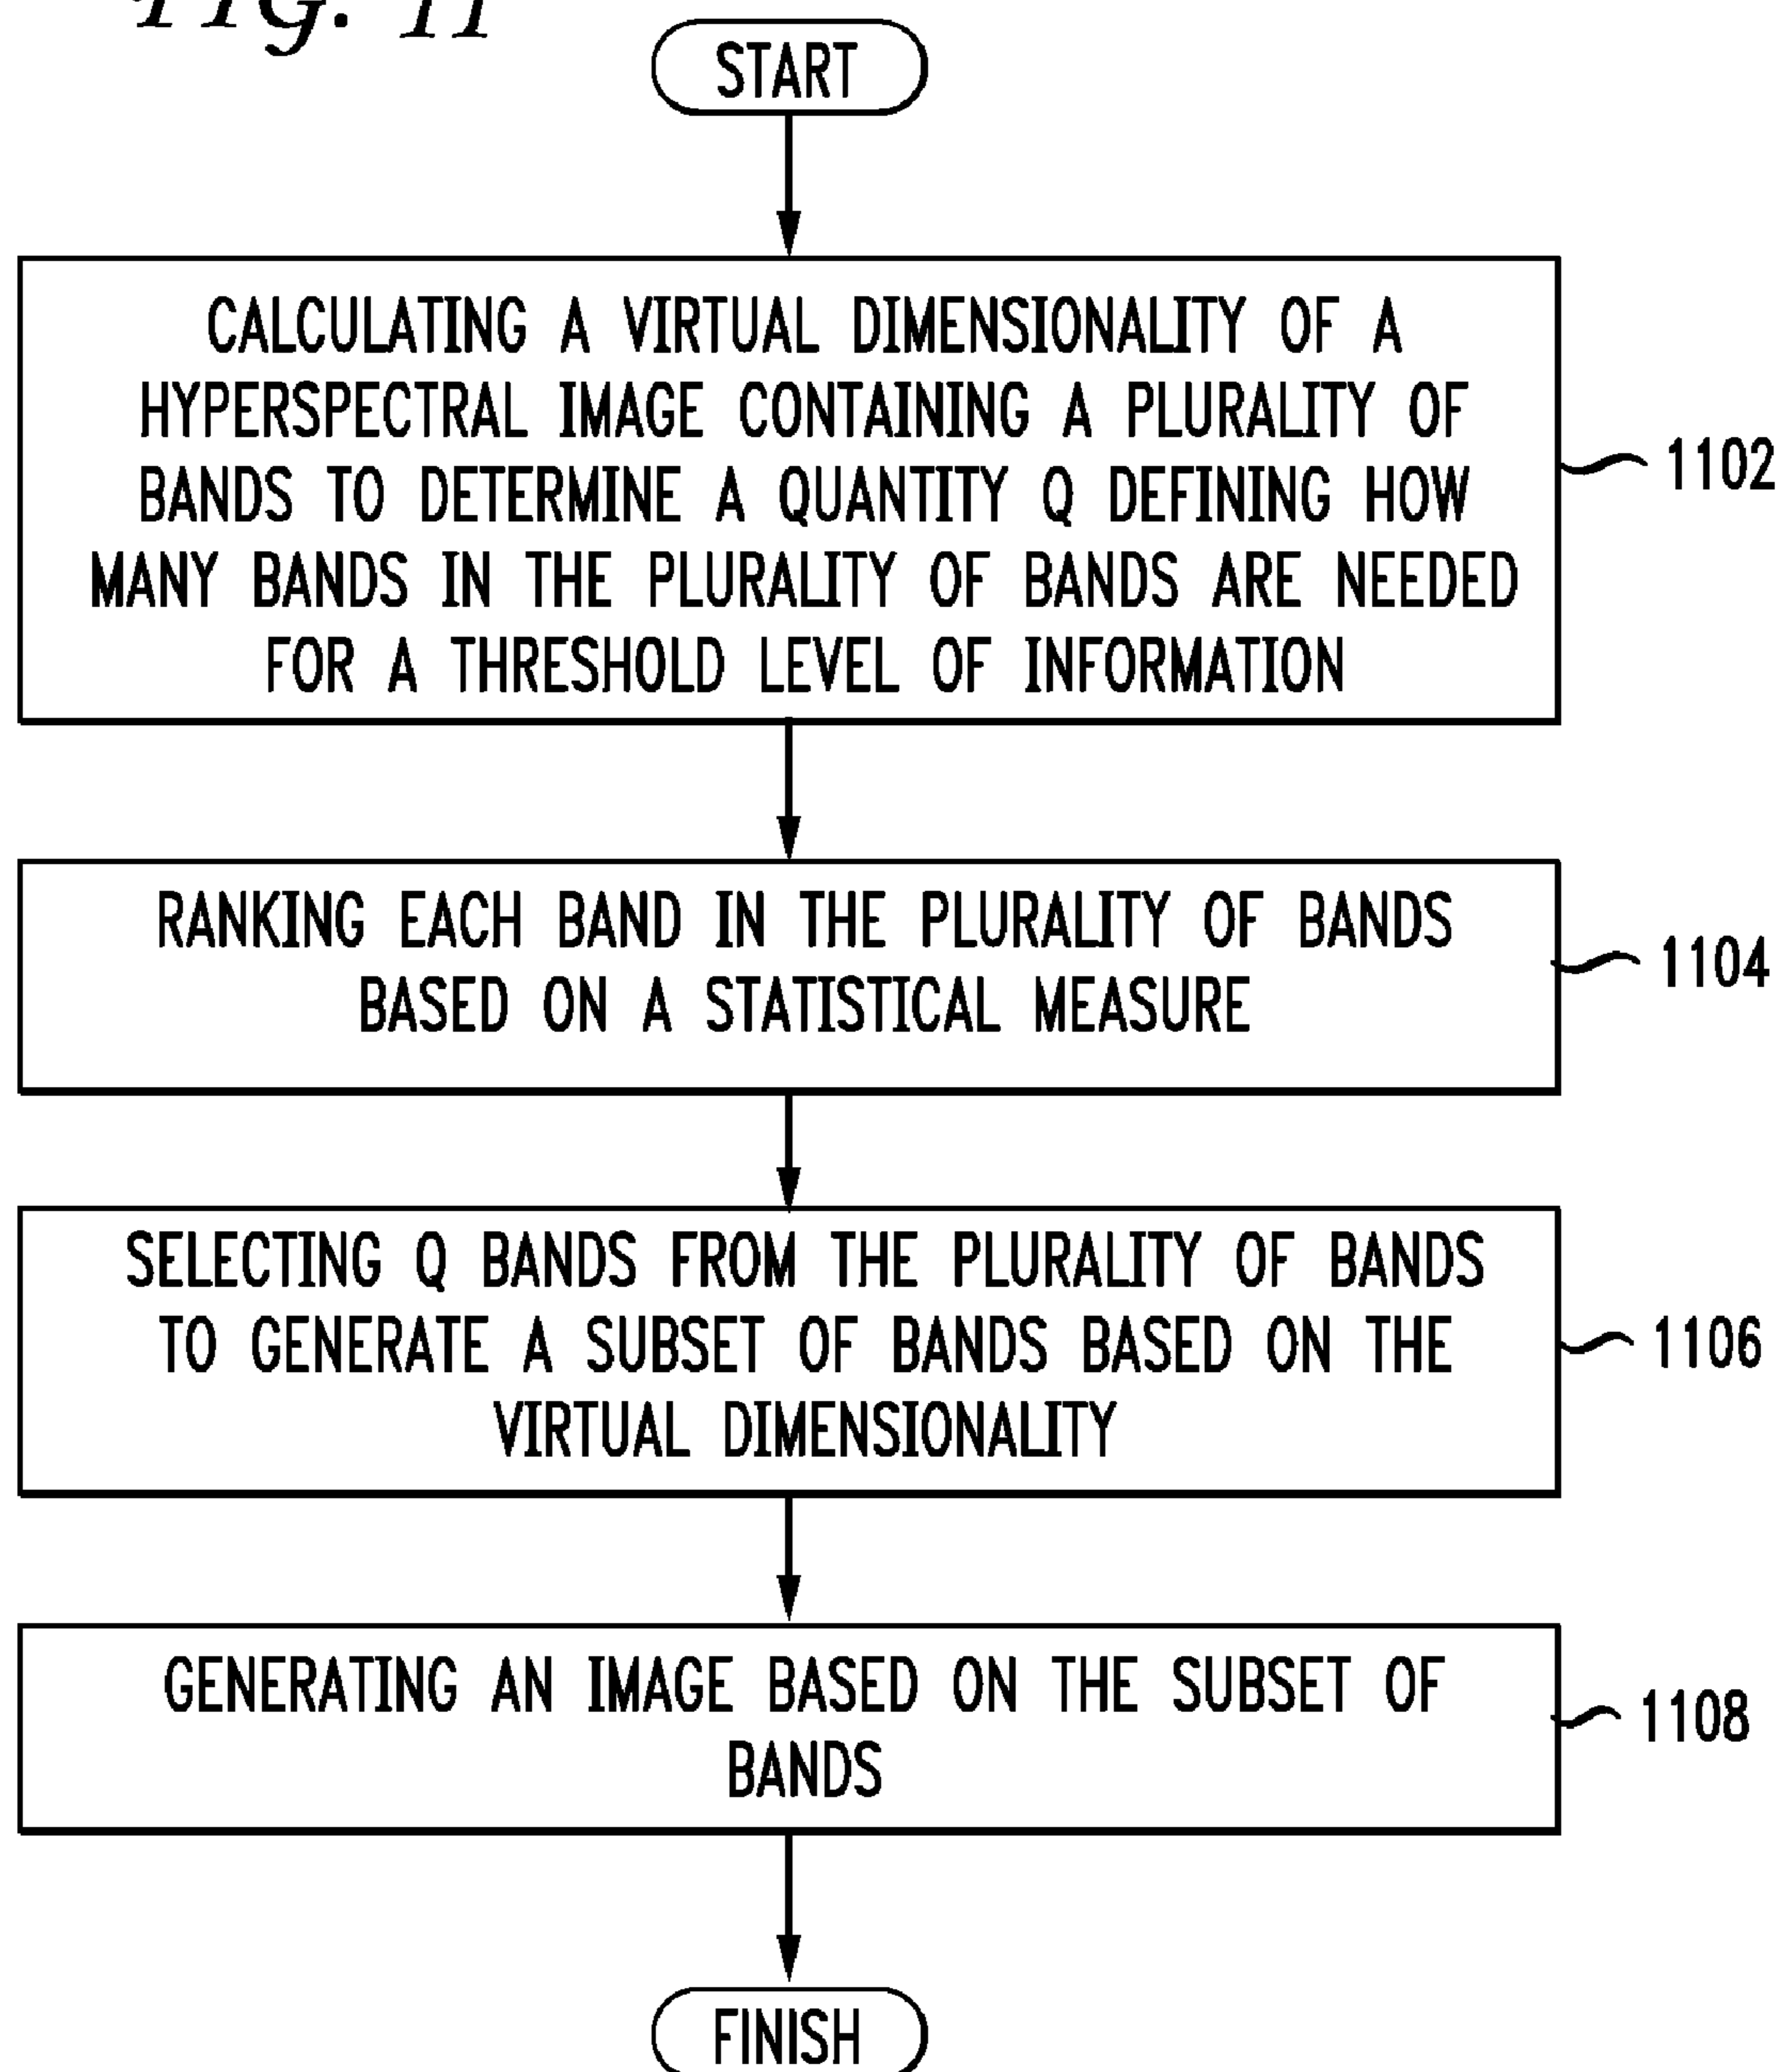 FIG. 11
START
CALCULATING A VIRTUAL DIMENSIONALITY OF A
HYPERSPECTRAL IMAGE CONTAINING A PLURALITY OF
BANDS TO DETERMINE A QUANTITY Q DEFINING HOW
MANY BANDS IN THE PLURALITY OF BANDS ARE NEEDED
FOR A THRESHOLD LEVEL OF INFORMATION
1102
RANKING EACH BAND IN THE PLURALITY OF BANDS
BASED ON A STATISTICAL MEASURE
1104
SELECTING Q BANDS FROM THE PLURALITY OF BANDS
TO GENERATE A SUBSET OF BANDS BASED ON THE
VIRTUAL DIMENSIONALITY
1106
GENERATING AN IMAGE BASED ON THE SUBSET OF
BANDS
1108
FINISH